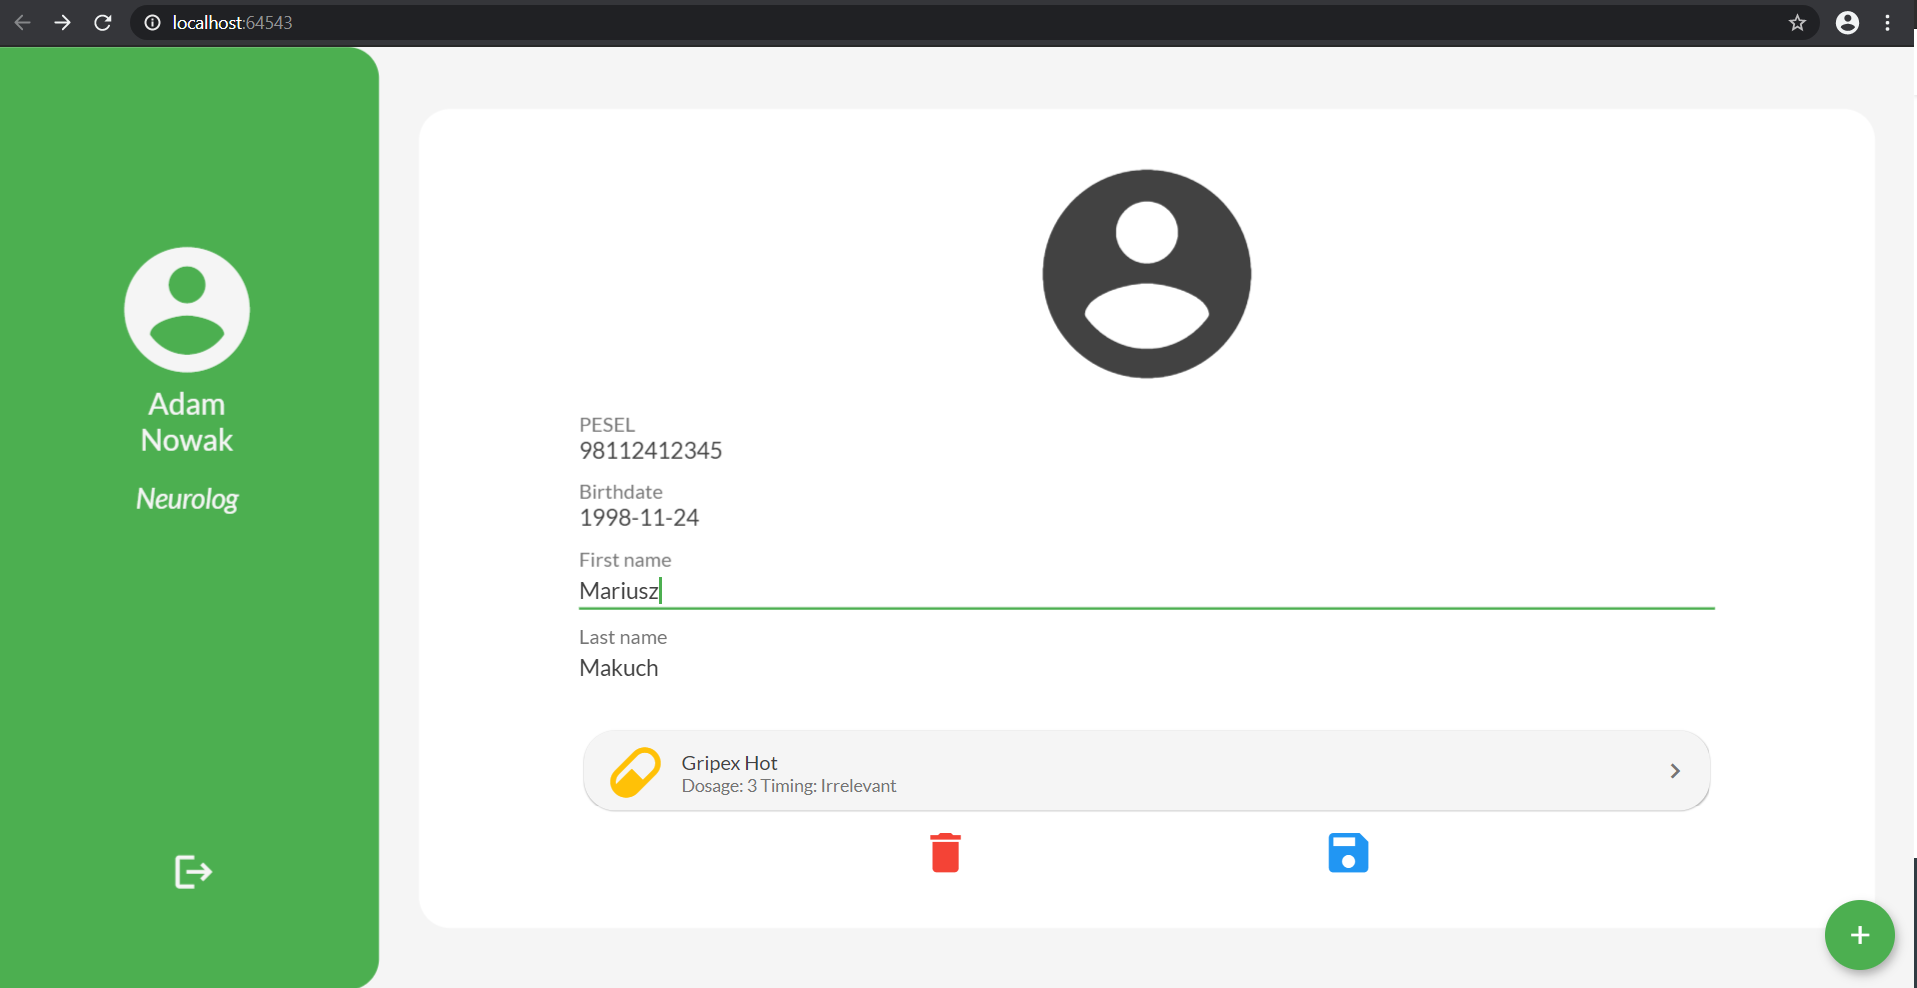 localhost:64543
Adam
Nowak
Neurolog
PESEL
98112412345
Birthdate
1998-11-24
First name
Mariusz
Last name
Makuch
Gripex Hot
Dosage: 3 Timing: Irrelevant